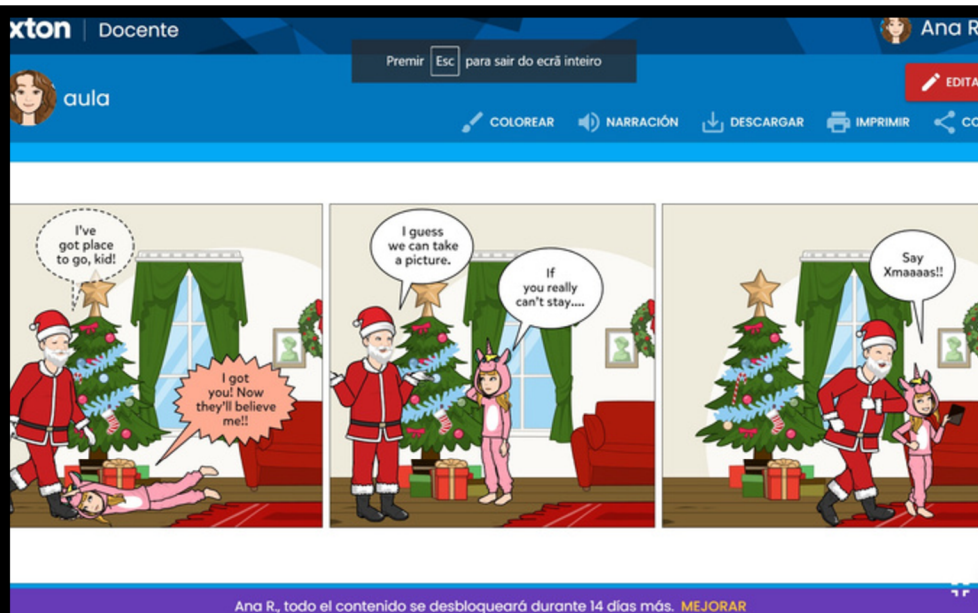 xton | Docente
Ana R
Premir Esc para sair do ecrã inteiro
aula
EDITA
COLOREAR
NARRACIÓN
DESCARGAR
IMPRIMIR
CO
I've
got place
to go, kid!
I got
you! Now
they'll believe
me!!
I guess
we can take
a picture.
If
you really
can't stay....
Say
Xmaaaas!!
Ana R., todo el contenido se desbloqueará durante 14 días más. MEJORAR